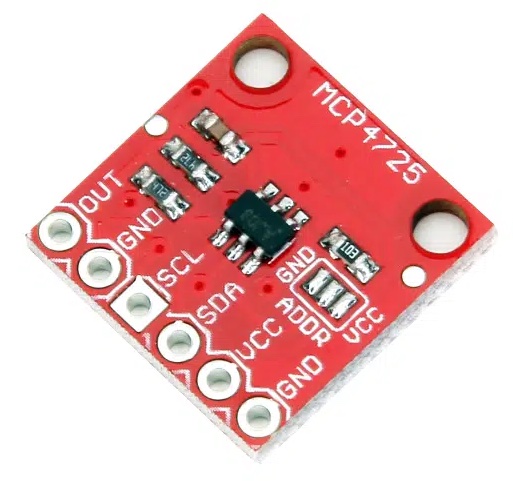 MCP4725
OUT
GND
SCL
SDA
VCC
GND
GND
ADDR
VCC
103